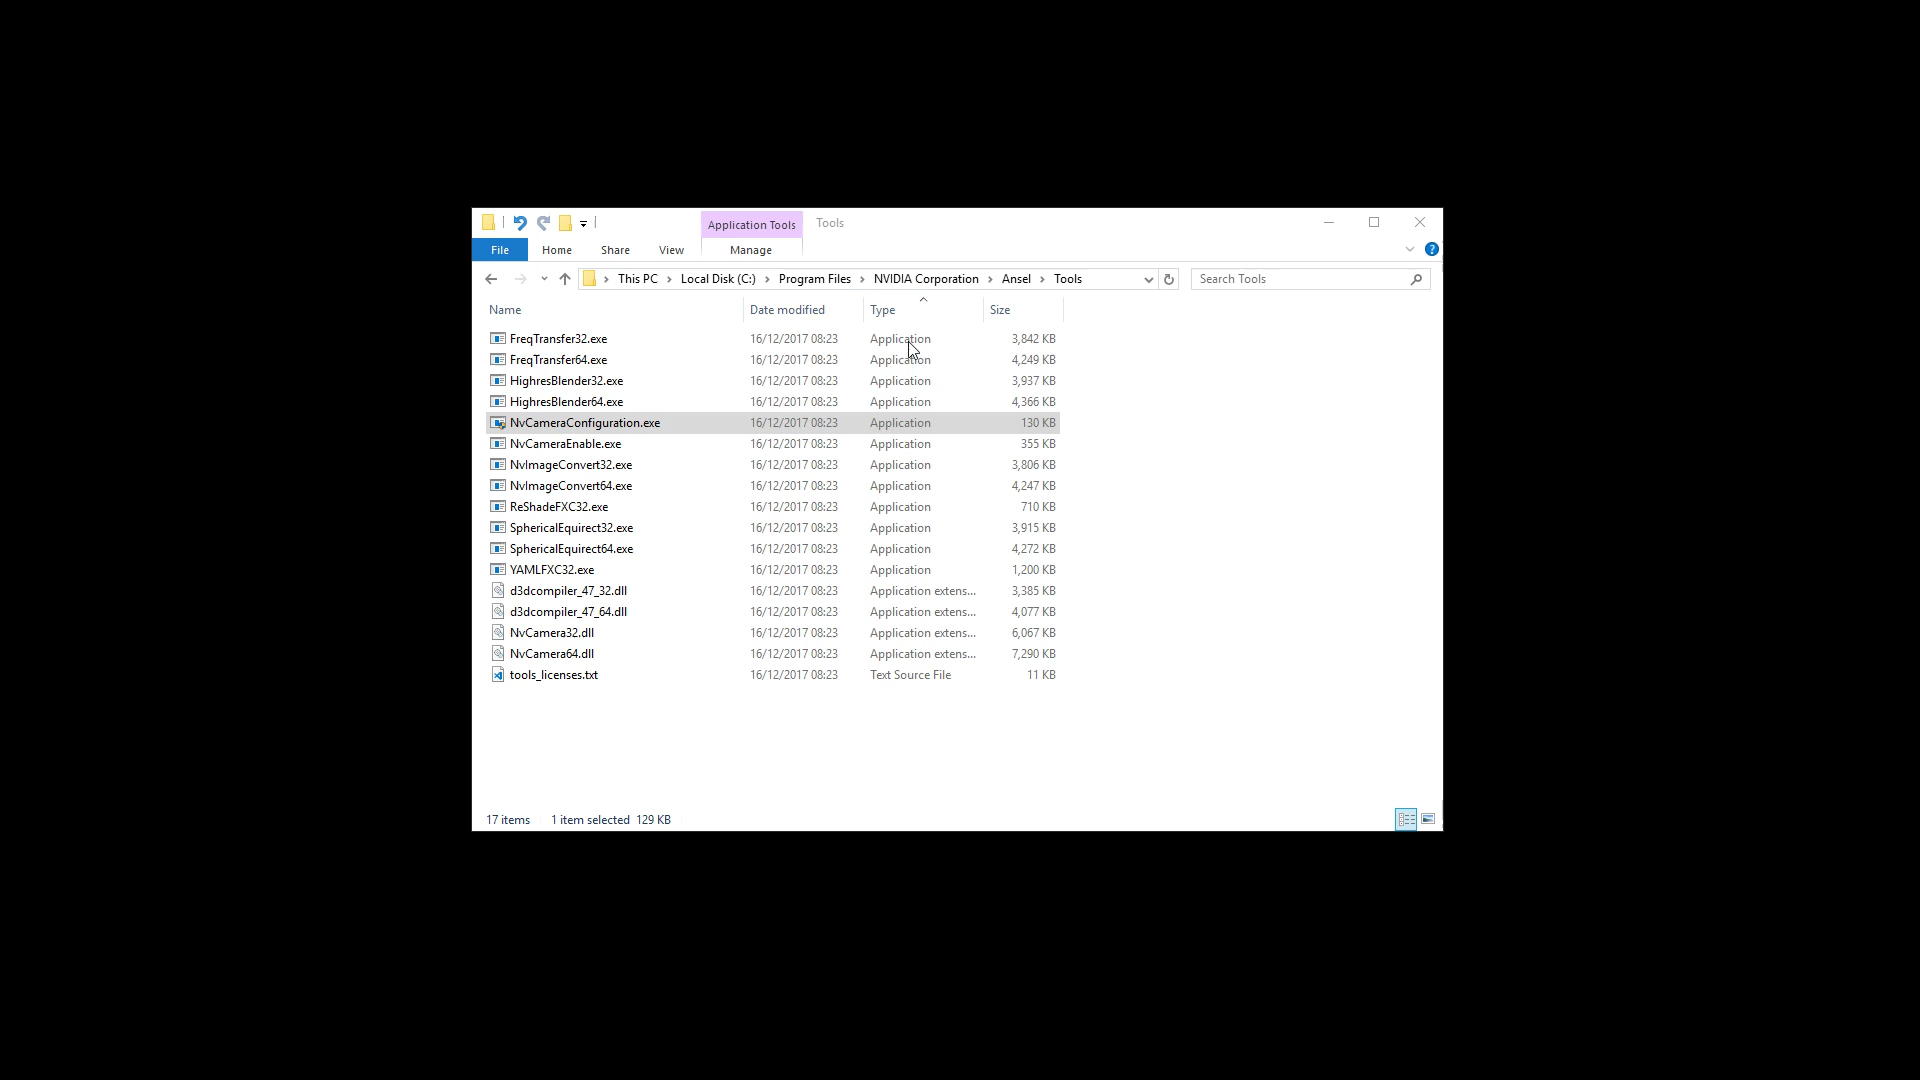 Application Tools Tools
File Home Share View Manage
This PC Local Disk (C:) Program Files NVIDIA Corporation Ansel Tools Search Tools
Name Date modified Type Size
FreqTransfer32.exe 16/12/2017 08:23 Application 3,842 KB
FreqTransfer64.exe 16/12/2017 08:23 Application 4,249 KB
HighresBlender32.exe 16/12/2017 08:23 Application 3,937 KB
HighresBlender64.exe 16/12/2017 08:23 Application 4,366 KB
NvCameraConfiguration.exe 16/12/2017 08:23 Application 130 KB
NvCameraEnable.exe 16/12/2017 08:23 Application 355 KB
NvImageConvert32.exe 16/12/2017 08:23 Application 3,806 KB
NvImageConvert64.exe 16/12/2017 08:23 Application 4,247 KB
ReShadeFXC32.exe 16/12/2017 08:23 Application 710 KB
SphericalEquirect32.exe 16/12/2017 08:23 Application 3,915 KB
SphericalEquirect64.exe 16/12/2017 08:23 Application 4,272 KB
YAMLFXC32.exe 16/12/2017 08:23 Application 1,200 KB
d3dcompiler_47_32.dll 16/12/2017 08:23 Application extens... 3,385 KB
d3dcompiler_47_64.dll 16/12/2017 08:23 Application extens... 4,077 KB
NvCamera32.dll 16/12/2017 08:23 Application extens... 6,067 KB
NvCamera64.dll 16/12/2017 08:23 Application extens... 7,290 KB
tools_licenses.txt 16/12/2017 08:23 Text Source File 11 KB
17 items 1 item selected 129 KB